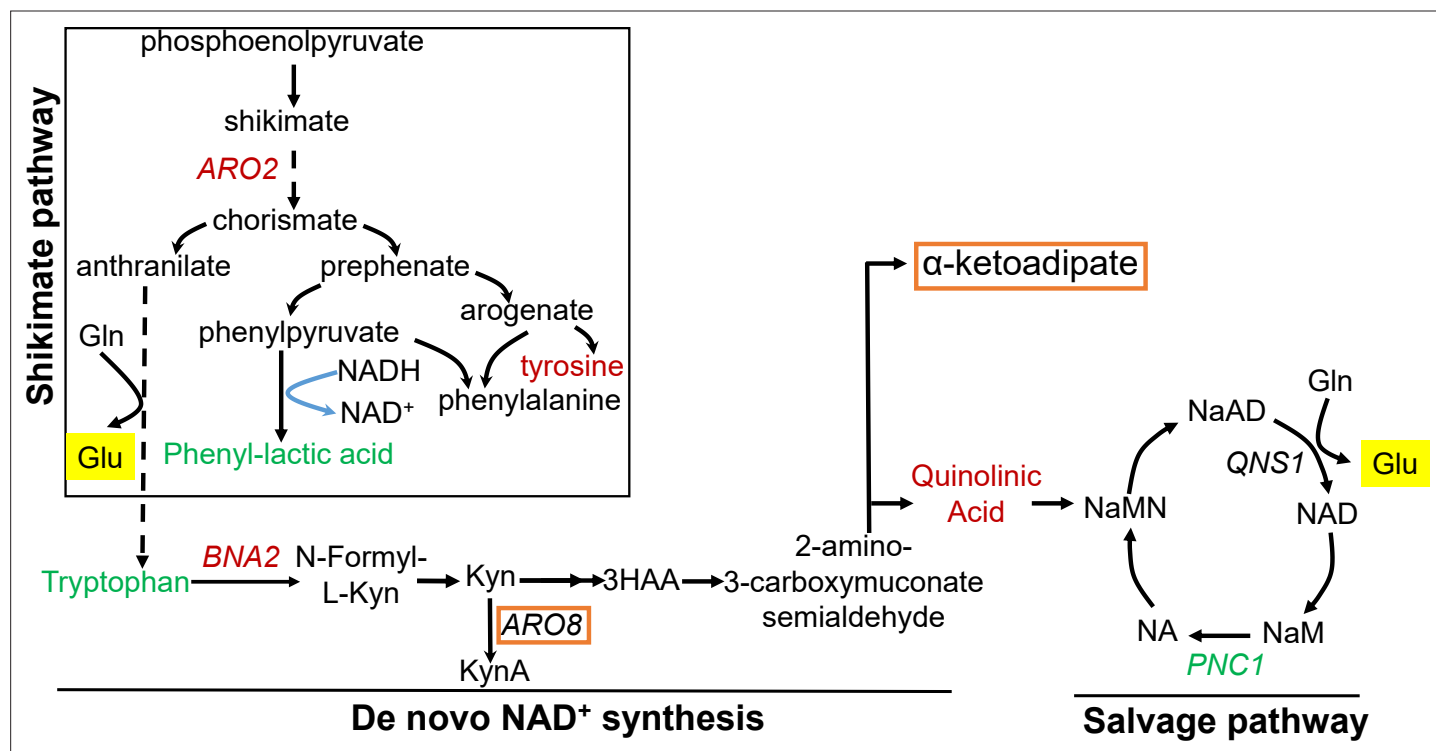 Shikimate pathway
phosphoenolpyruvate
shikimate
ARO2
chorismate
anthranilate
prephenate
arogenate
Gln
phenylpyruvate
NADH
NAD⁺
tyrosine
phenylalanine
Glu
Phenyl-lactic acid
Tryptophan
BNA2
N-Formyl-
L-Kyn
Kyn
ARO8
KynA
3HAA
2-amino-
3-carboxymuconate
semialdehyde
α-ketoadipate
Quinolinic
Acid
NaMN
NaAD
Gln
QNS1
Glu
NAD
NaM
NA
PNC1
De novo NAD⁺ synthesis
Salvage pathway